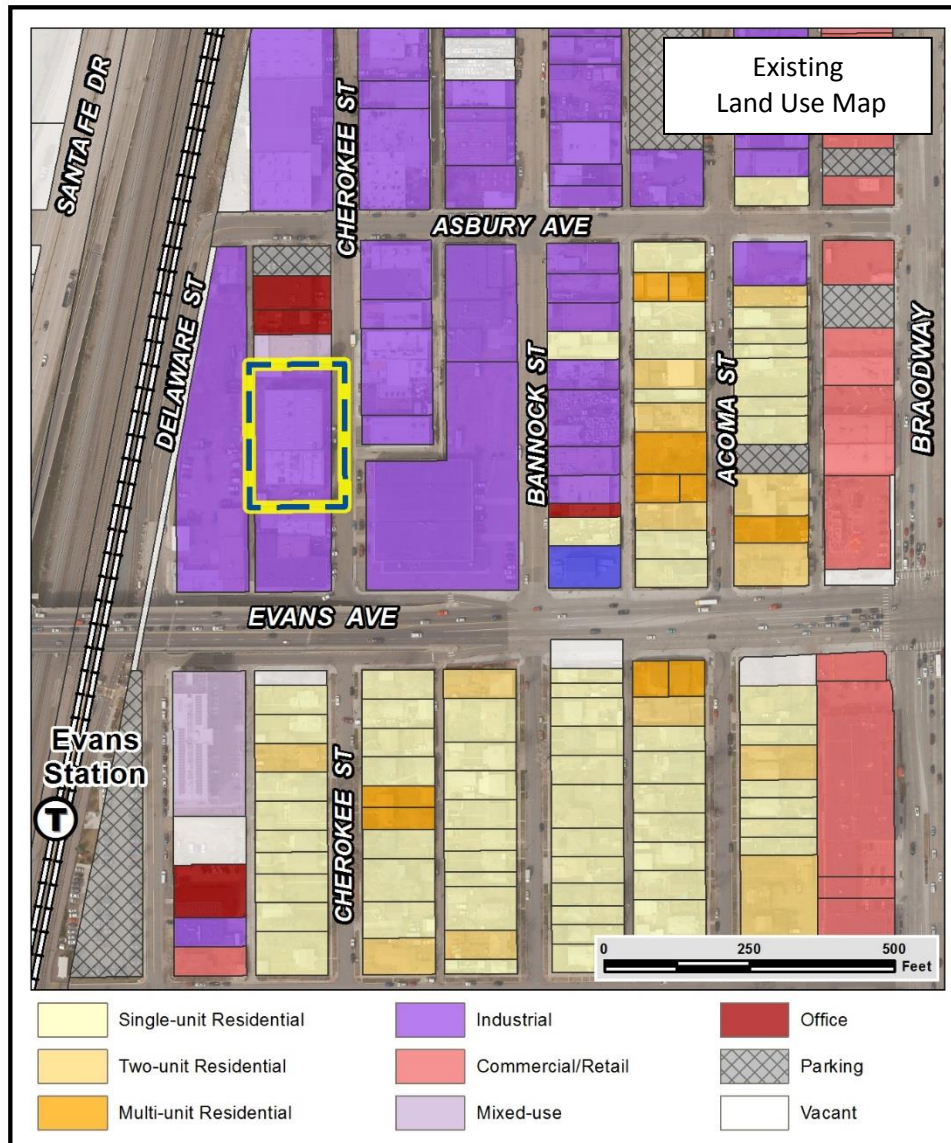 Existing
Land Use Map
SANTA FE DR
CHEROKEE ST
ASBURY AVE
DELAWARE ST
BANNOCK ST
ACOMA ST
BRAODWAY
EVANS AVE
Evans
Station
T
CHEROKEE ST
0 250 500
Feet
Single-unit Residential
Industrial
Office
Two-unit Residential
Commercial/Retail
Parking
Multi-unit Residential
Mixed-use
Vacant